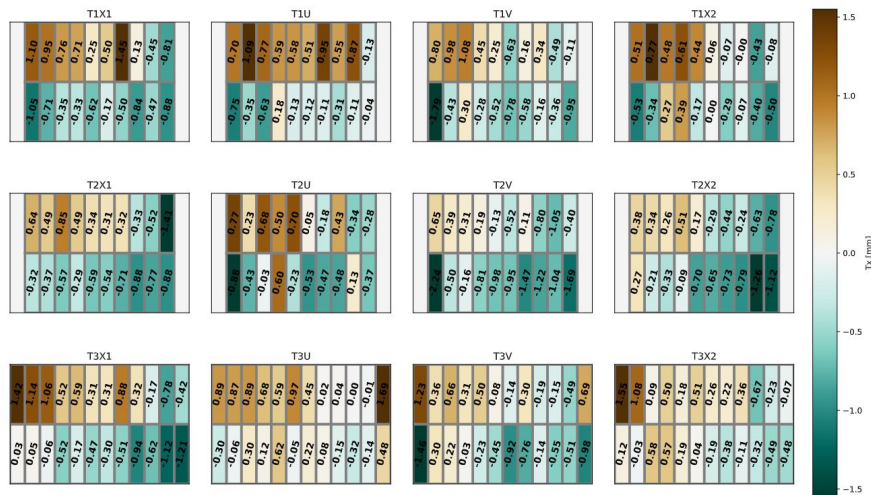 T1X1 T1U T1V T1X2
1.10 0.95 0.76 0.71 0.25 0.50 1.45 0.13 -0.45 -0.81
0.70 1.09 0.77 0.59 0.58 0.51 0.95 0.55 0.87 -0.13
0.80 0.98 1.08 0.45 0.25 -0.63 0.16 0.34 -0.49 -0.11
0.51 0.77 0.48 0.61 0.44 0.06 -0.07 -0.00 -0.43 -0.08
-1.05 -0.71 -0.35 -0.33 -0.62 -0.17 -0.50 -0.84 -0.47 -0.88
-0.75 -0.35 -0.63 0.18 -0.13 -0.12 -0.11 -0.31 -0.11 -0.04
-1.79 -0.43 0.30 -0.28 -0.52 -0.78 -0.58 -0.16 -0.36 -0.95
-0.53 -0.34 0.27 0.39 -0.17 0.00 -0.29 -0.07 -0.40 -0.50
T2X1 T2U T2V T2X2
0.64 0.49 0.85 0.49 0.34 0.31 0.32 -0.33 -0.52 -1.41
0.77 0.23 0.68 0.50 0.70 0.05 -0.18 0.43 -0.34 -0.28
0.65 0.39 0.31 0.19 -0.13 -0.52 0.11 -0.80 -1.05 -0.40
0.38 0.34 0.26 0.51 0.17 -0.29 -0.44 -0.24 -0.63 -0.78
-0.32 -0.37 -0.57 -0.29 -0.59 -0.54 -0.71 -0.88 -0.77 -0.88
-0.88 -0.43 -0.03 0.60 -0.23 -0.53 -0.47 -0.48 0.13 -0.37
-2.24 -0.50 -0.16 -0.81 -0.98 -0.95 -1.47 -1.22 -1.04 -1.69
0.27 -0.21 -0.33 0.09 -0.70 -0.65 -0.73 -0.79 -1.26 -1.12
T3X1 T3U T3V T3X2
1.42 1.14 1.06 0.52 0.59 0.31 0.31 0.88 0.32 -0.17 -0.78 -0.42
0.89 0.87 0.89 0.68 0.59 0.97 0.45 0.02 0.04 0.00 -0.01 1.69
1.23 0.36 0.66 0.31 0.50 0.08 -0.14 0.30 -0.19 -0.15 -0.49 0.69
1.55 1.08 0.09 0.50 0.18 0.51 0.26 0.22 0.36 -0.67 -0.23 -0.07
0.03 0.05 -0.06 -0.52 -0.17 -0.47 -0.30 -0.51 -0.94 -0.62 -1.12 -1.21
-0.30 -0.06 0.30 0.12 0.62 -0.05 0.22 0.08 -0.15 -0.32 -0.14 0.48
-1.46 0.30 0.22 0.03 -0.23 -0.45 -0.92 -0.76 0.14 -0.55 -0.51 -0.98
0.12 -0.03 0.58 0.57 0.19 0.04 -0.19 -0.38 -0.11 -0.32 -0.49 -0.48
1.5
1.0
0.5
0.0
-0.5
-1.0
-1.5
Tx [mm]